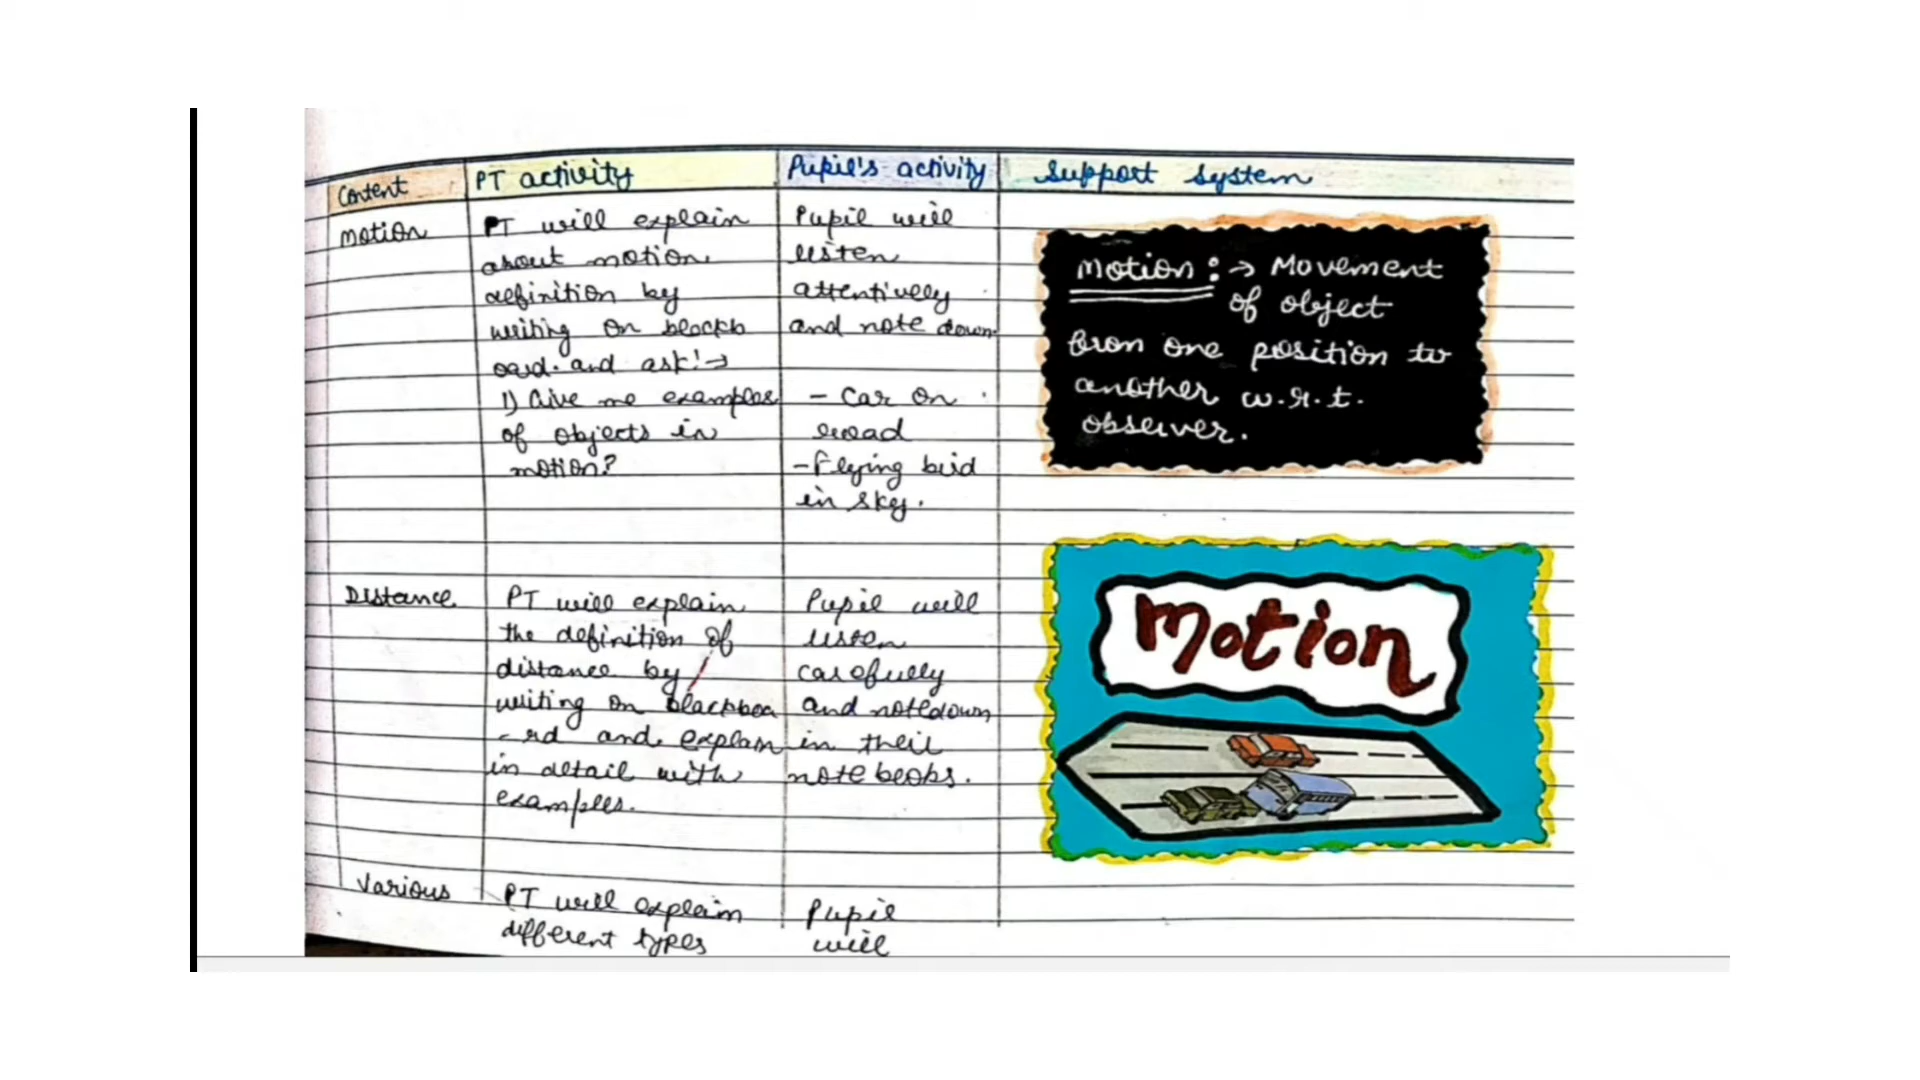 Content
PT activity
Pupil's activity
Support system
Motion
PT will explain
about motion
definition by
writing on blackb
oard. and ask! →
1) Give me examples
of objects in
motion?
Pupil will
listen
attentively
and note down.
- Car on
road
- Flying bird
in sky.
Motion : → Movement
of object
from one position to
another w.r.t.
observer.
Distance
PT will explain
the definition of
distance by
writing on blackboa
- rd and explain
in detail with
examples.
Pupil will
listen
carefully
and notedown
in their
note books.
Motion
Various
PT will explain
different types
Pupil
will